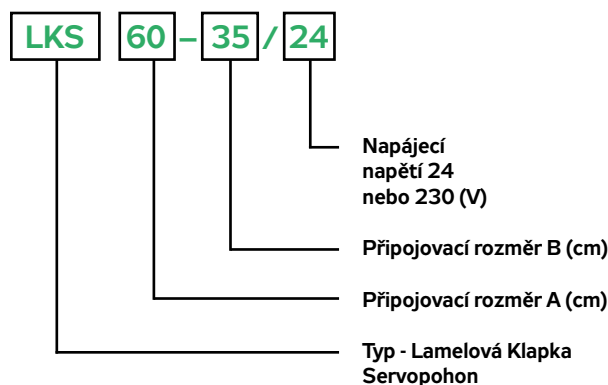 LKS 60 – 35 / 24
Napájecí
napětí 24
nebo 230 (V)
Připojovací rozměr B (cm)
Připojovací rozměr A (cm)
Typ - Lamelová Klapka
Servopohon